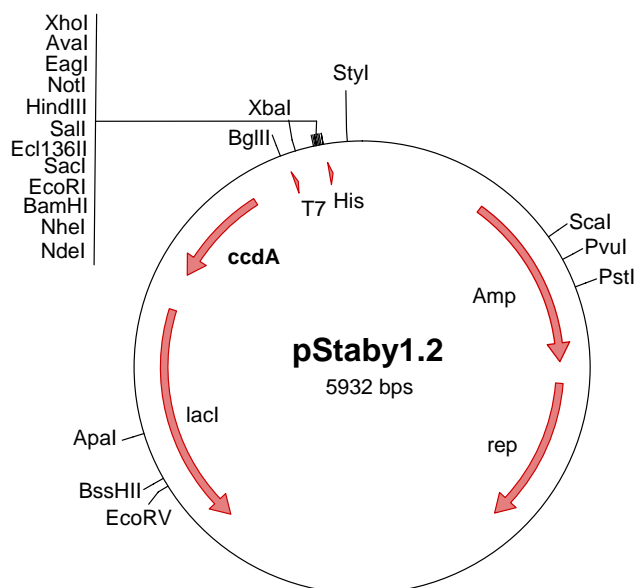 XhoI
AvaI
EagI
NotI
HindIII
SalI
Ecl136II
SacI
EcoRI
BamHI
NheI
NdeI
StyI
XbaI
BglII
T7
His
ccdA
ScaI
PvuI
PstI
Amp
pStaby1.2
5932 bps
lacI
rep
ApaI
BssHII
EcoRV